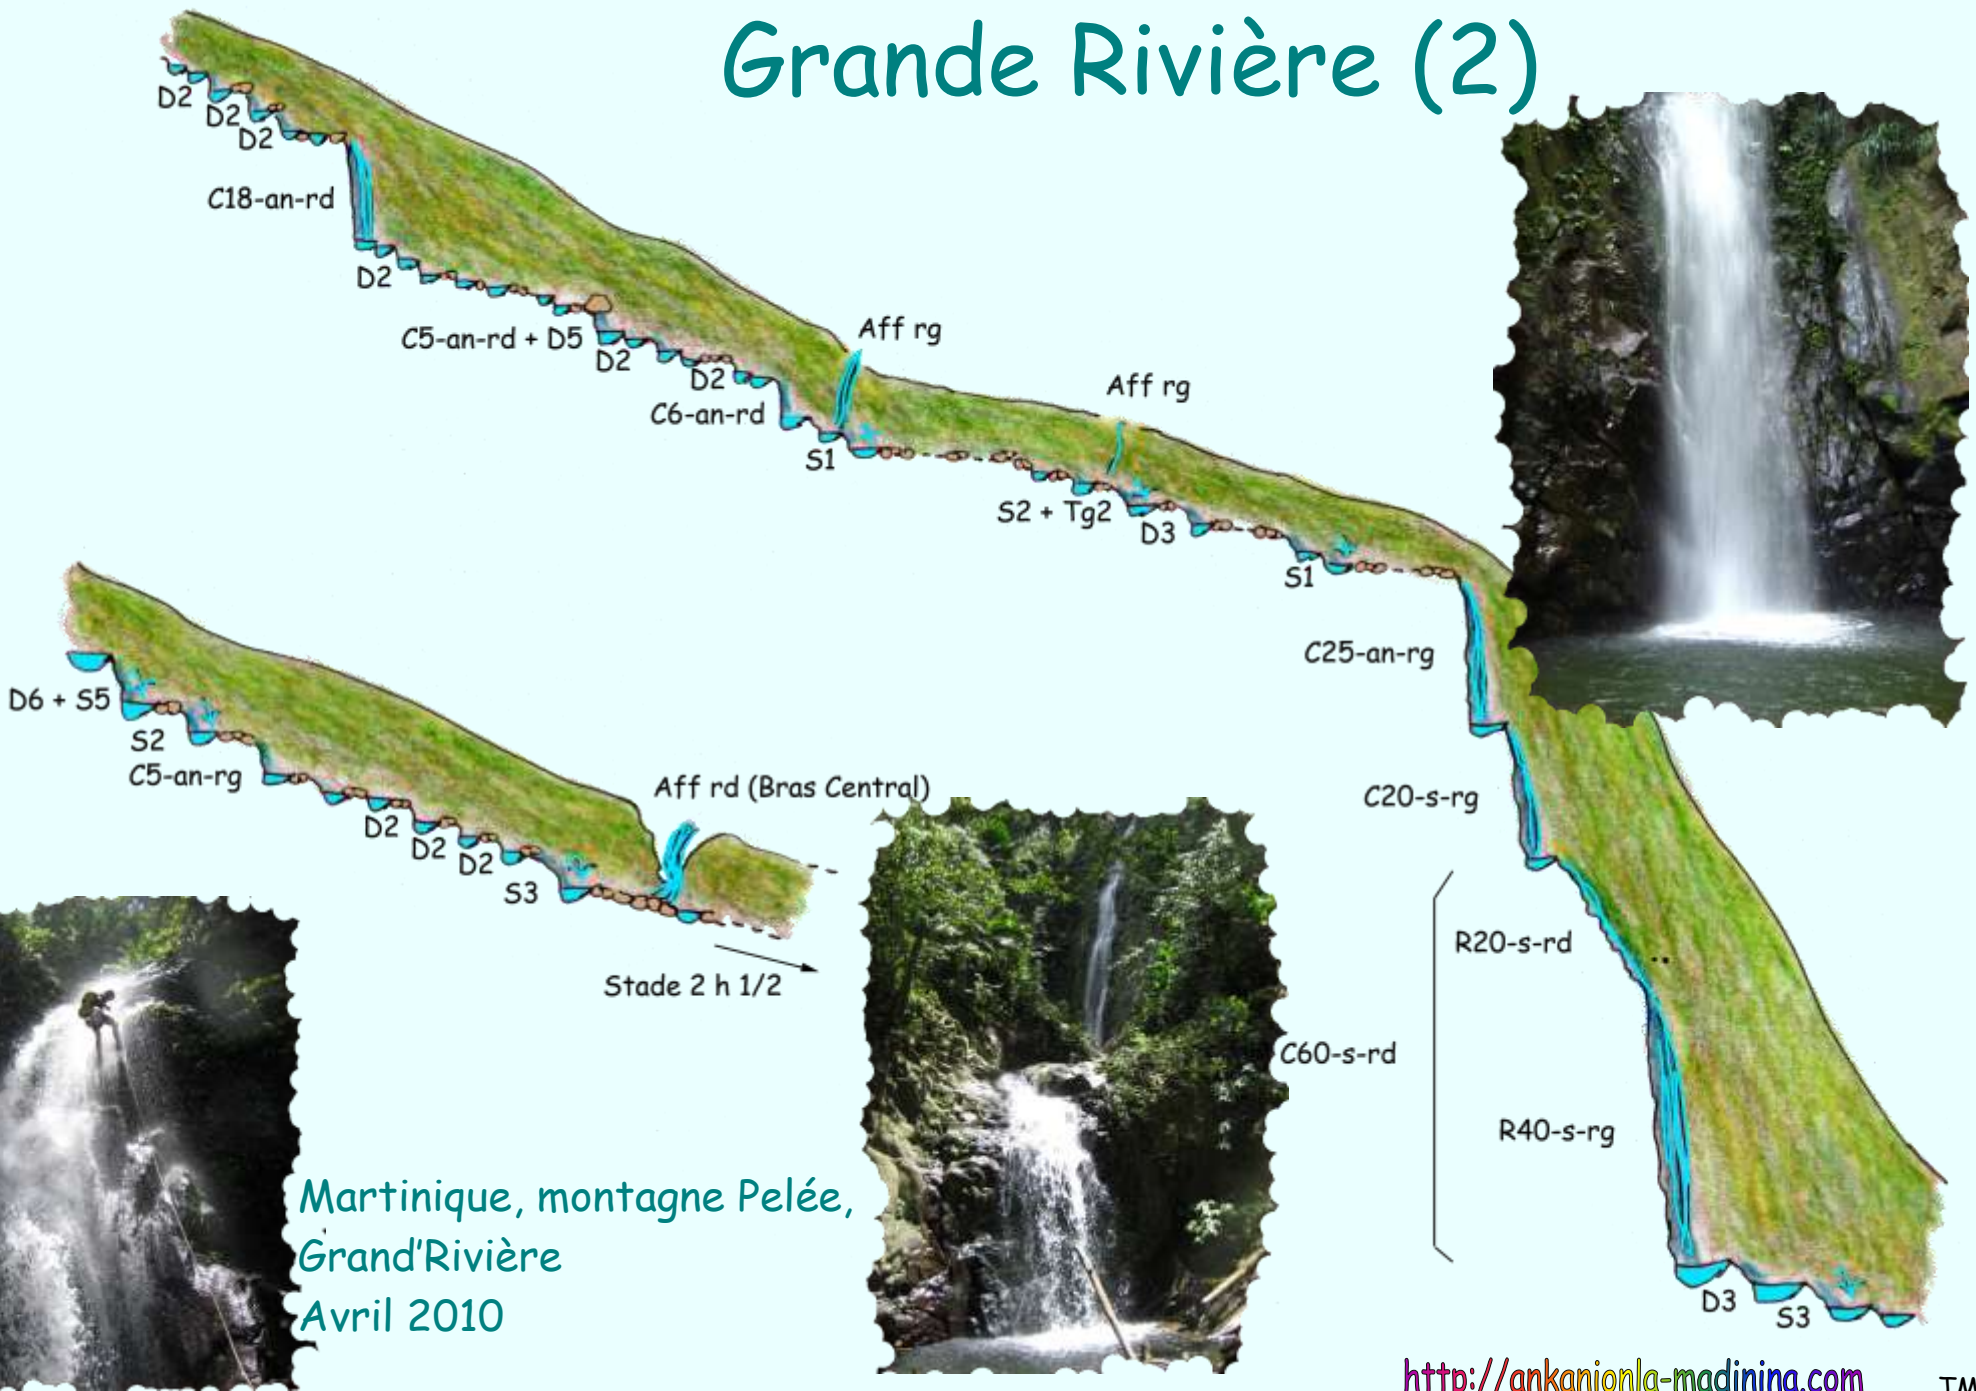 Grande Rivière (2)
D2
D2
D2
C18-an-rd
D2
C5-an-rd + D5
D2
D2
C6-an-rd
Aff rg
S1
Aff rg
S2 + Tg2
D3
S1
C25-an-rg
C20-s-rg
R20-s-rd
C60-s-rd
R40-s-rg
D3
S3
D6 + S5
S2
C5-an-rg
D2
D2
D2
S3
Aff rd (Bras Central)
Stade 2 h 1/2
Martinique, montagne Pelée,
Grand'Rivière
Avril 2010
http://ankanionla-madinina.com
TM